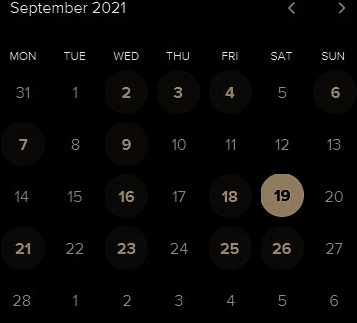 September 2021
MON TUE WED THU FRI SAT SUN
31 1 2 3 4 5 6
7 8 9 10 11 12 13
14 15 16 17 18 19 20
21 22 23 24 25 26 27
28 1 2 3 4 5 6